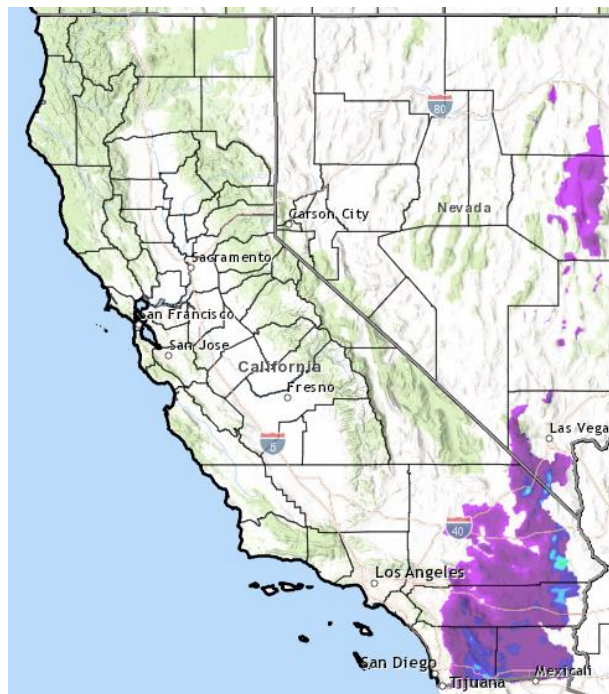 80
Carson City
Nevada
Sacramento
San Francisco
San Jose
California
Fresno
5
Las Vega
40
Los Angeles
San Diego
Tijuana
Mexicali